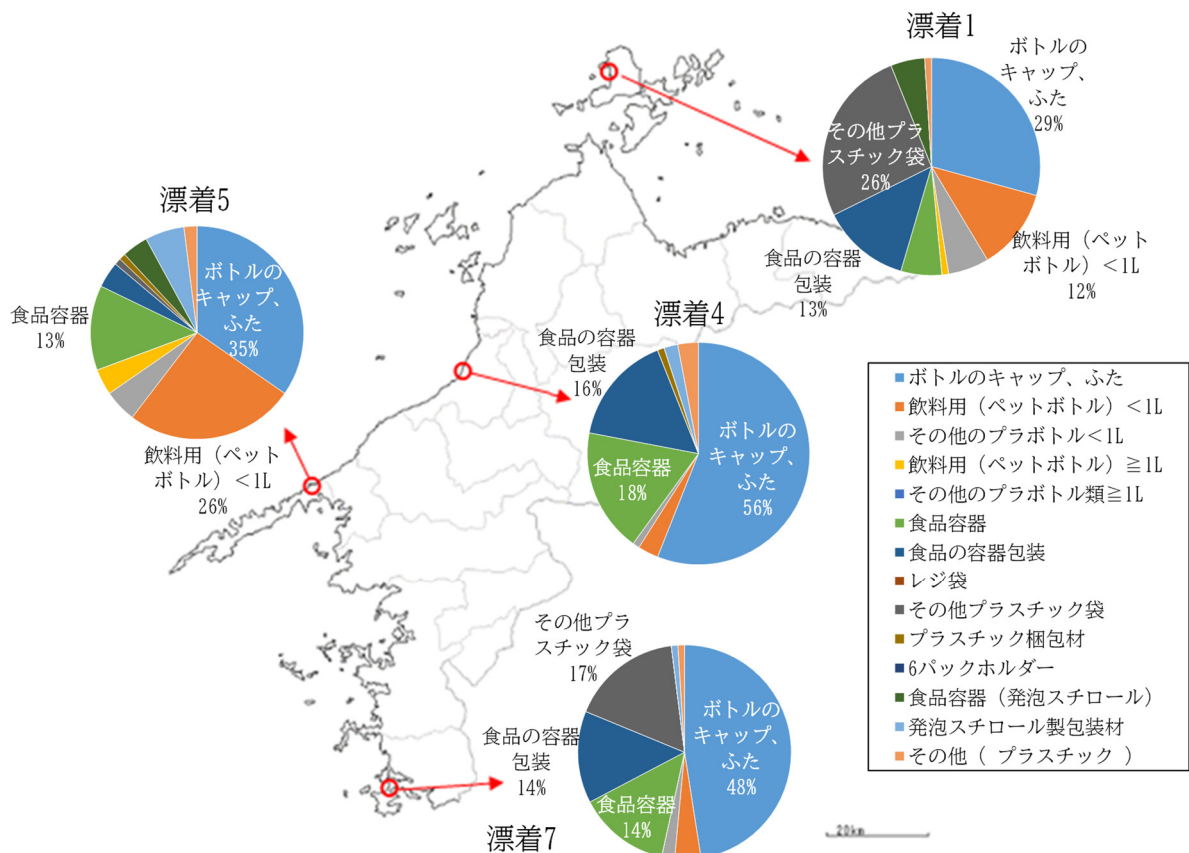 漂着1
ボトルの
キャップ、
ふた
29%
その他プラ
スチック袋
26%
飲料用（ペット
ボトル）＜1L
12%
食品の容器
包装
13%
漂着5
ボトルの
キャップ、
ふた
35%
食品容器
13%
飲料用（ペット
ボトル）＜1L
26%
漂着4
食品の容器
包装
16%
食品容器
18%
ボトルの
キャップ、
ふた
56%
その他プラ
スチック袋
17%
食品の容器
包装
14%
食品容器
14%
ボトルの
キャップ、
ふた
48%
漂着7
ボトルのキャップ、ふた
飲料用（ペットボトル）＜1L
その他のプラボトル＜1L
飲料用（ペットボトル）≧1L
その他のプラボトル類≧1L
食品容器
食品の容器包装
レジ袋
その他プラスチック袋
プラスチック梱包材
6パックホルダー
食品容器（発泡スチロール）
発泡スチロール製包装材
その他（ プラスチック ）
20km